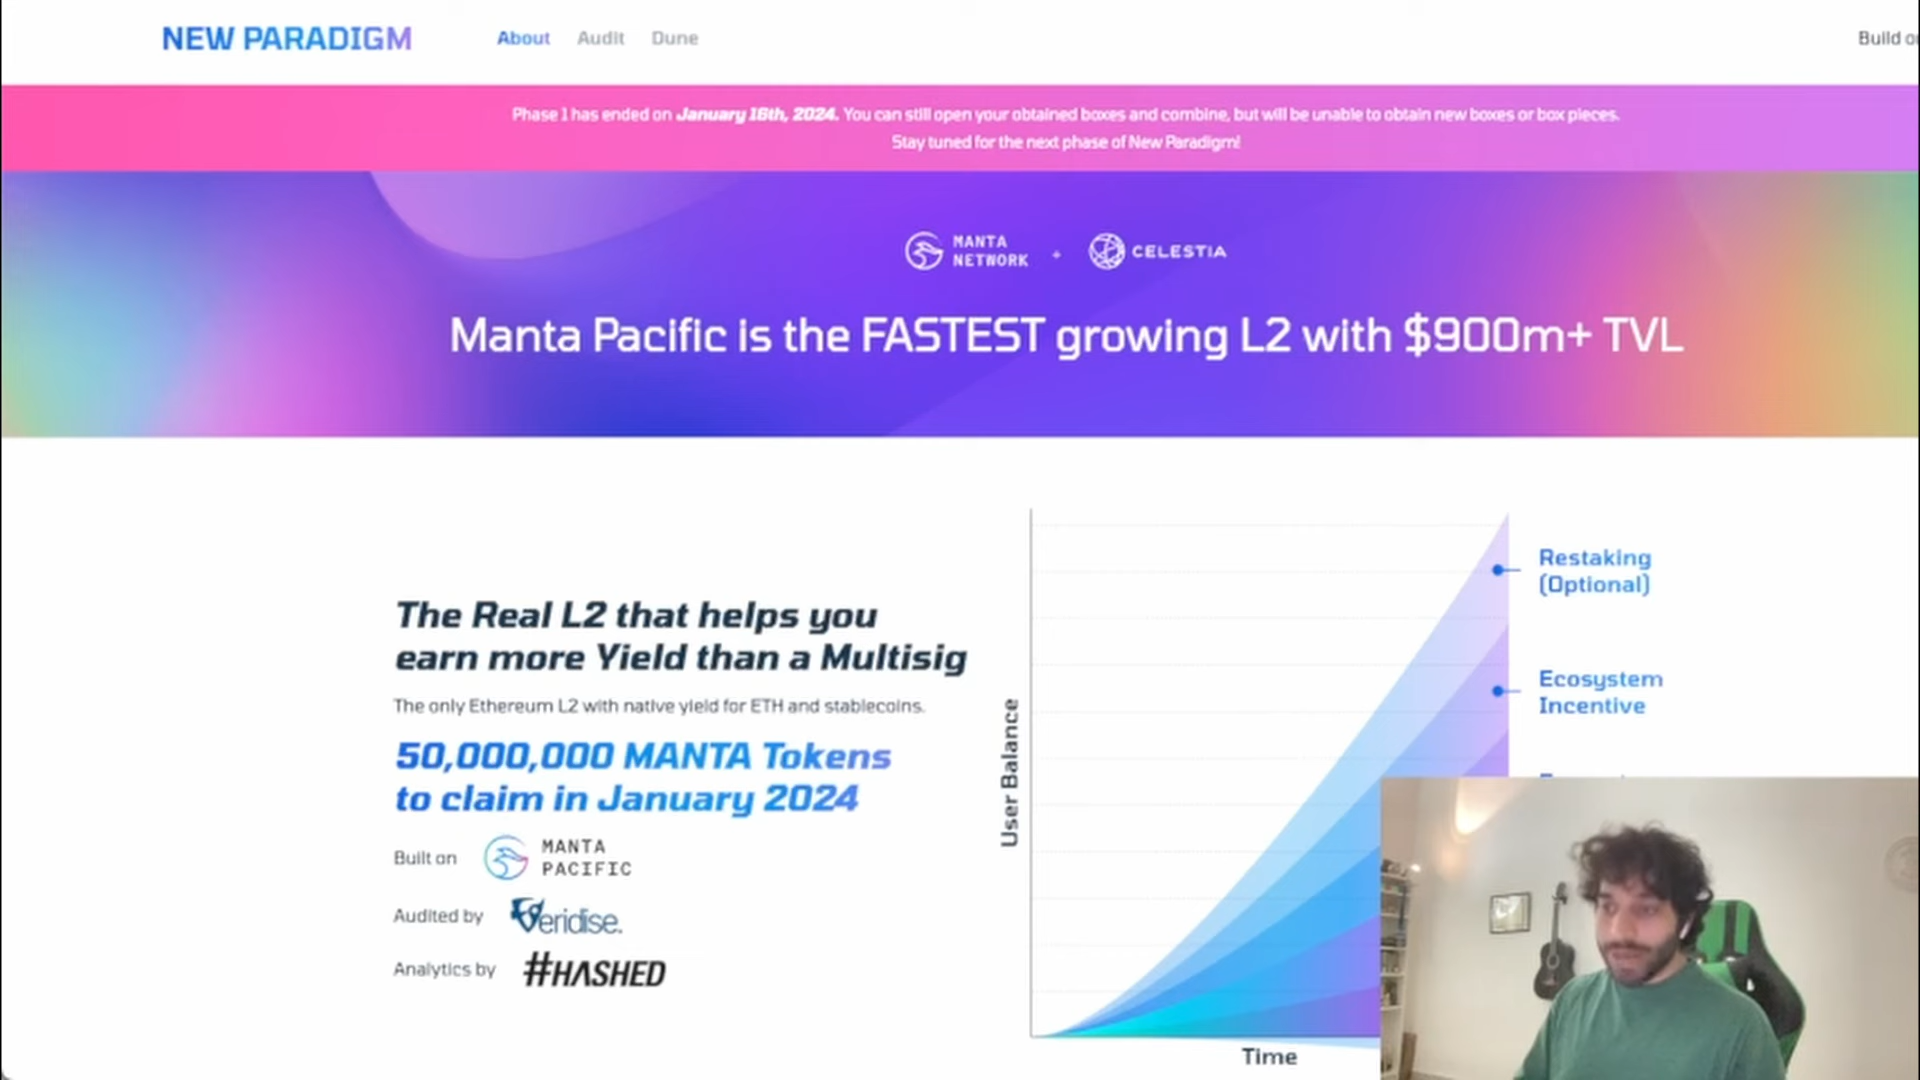 NEW PARADIGM
About
Audit
Dune
Build
Phase 1 has ended on January 16th, 2024. You can still open your obtained boxes and combine, but will be unable to obtain new boxes or box pieces.
Stay tuned for the next phase of New Paradigm!
MANTA
NETWORK
+
CELESTIA
Manta Pacific is the FASTEST growing L2 with $900m+ TVL
The Real L2 that helps you
earn more Yield than a Multisig
The only Ethereum L2 with native yield for ETH and stablecoins.
50,000,000 MANTA Tokens
to claim in January 2024
Built on
MANTA
PACIFIC
Audited by
Veridise.
Analytics by
#HASHED
User Balance
Time
Restaking
(Optional)
Ecosystem
Incentive